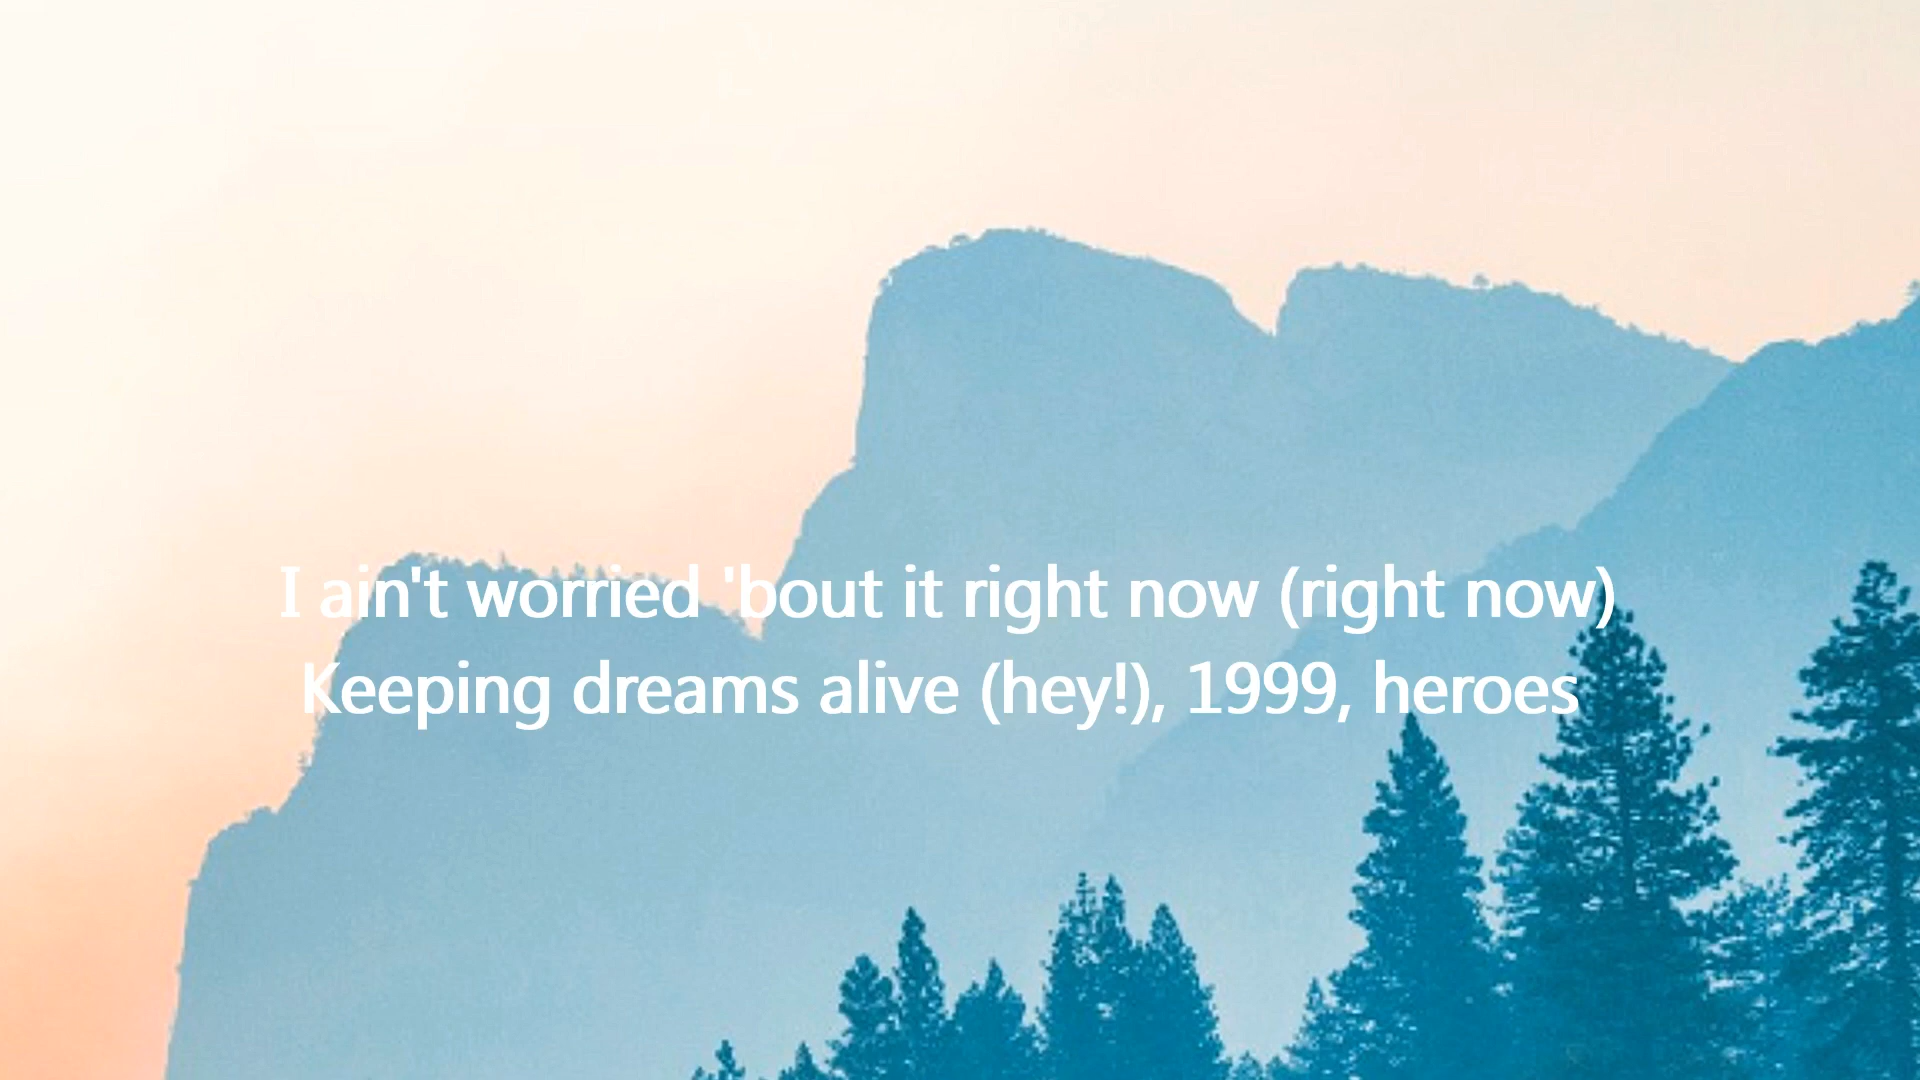 I ain't worried 'bout it right now (right now)
Keeping dreams alive (hey!), 1999, heroes